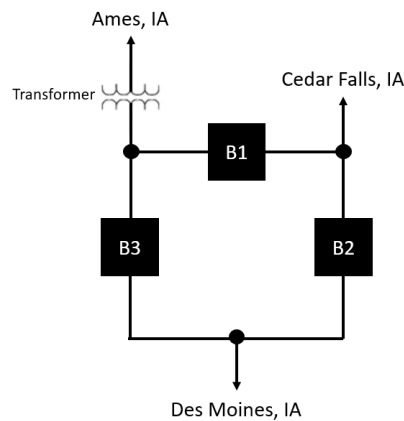 Ames, IA
Transformer
Cedar Falls, IA
B1
B3
B2
Des Moines, IA